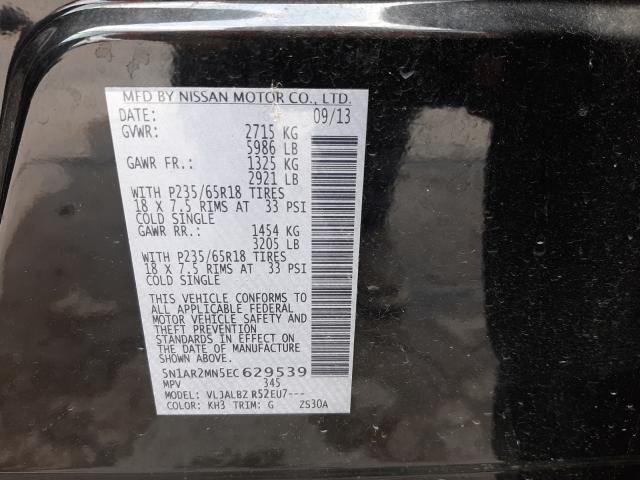 MFD BY NISSAN MOTOR CO., LTD.
DATE: 09/13
GVWR: 2715 KG
5986 LB
GAWR FR.: 1325 KG
2921 LB
WITH P235/65R18 TIRES
18 X 7.5 RIMS AT 33 PSI
COLD SINGLE
GAWR RR.: 1454 KG
3205 LB
WITH P235/65R18 TIRES
18 X 7.5 RIMS AT 33 PSI
COLD SINGLE
THIS VEHICLE CONFORMS TO
ALL APPLICABLE FEDERAL
MOTOR VEHICLE SAFETY AND
THEFT PREVENTION
STANDARDS IN EFFECT ON
THE DATE OF MANUFACTURE
SHOWN ABOVE.
5N1AR2MN5EC629539
MPV 345
MODEL: VLJALBZ R52EU7---
COLOR: KH3 TRIM: G ZS30A